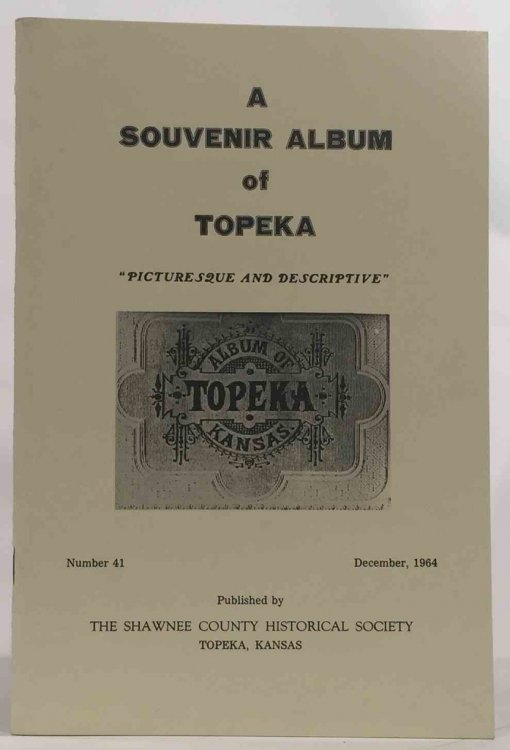 A
SOUVENIR ALBUM
of
TOPEKA
"PICTURESQUE AND DESCRIPTIVE"
ALBUM OF
TOPEKA
KANSAS
Number 41 December, 1964
Published by
THE SHAWNEE COUNTY HISTORICAL SOCIETY
TOPEKA, KANSAS